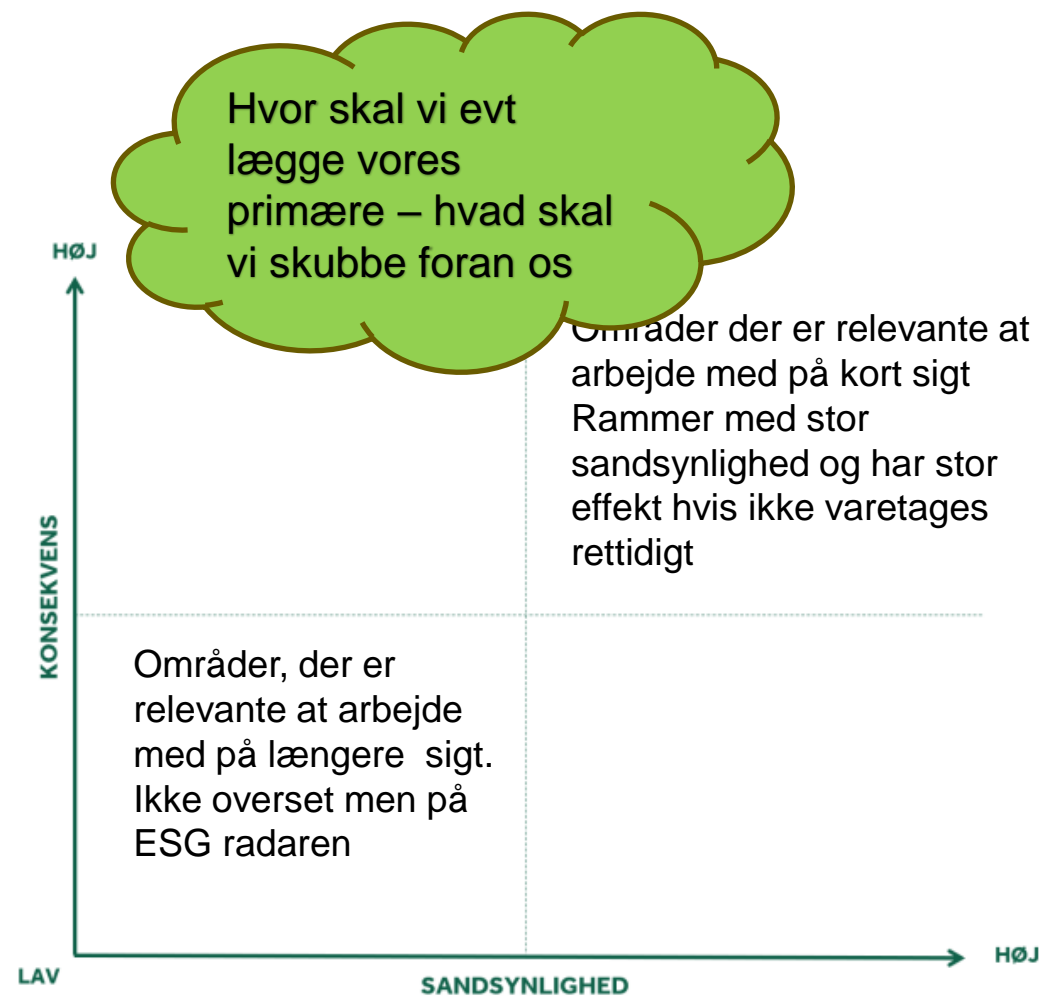 Hvor skal vi evt
lægge vores
primære – hvad skal
vi skubbe foran os
HØJ
Områder der er relevante at
arbejde med på kort sigt
Rammer med stor
sandsynlighed og har stor
effekt hvis ikke varetages
rettidigt
KONSEKVENS
Områder, der er
relevante at arbejde
med på længere  sigt.
Ikke overset men på
ESG radaren
LAV
SANDSYNLIGHED
HØJ